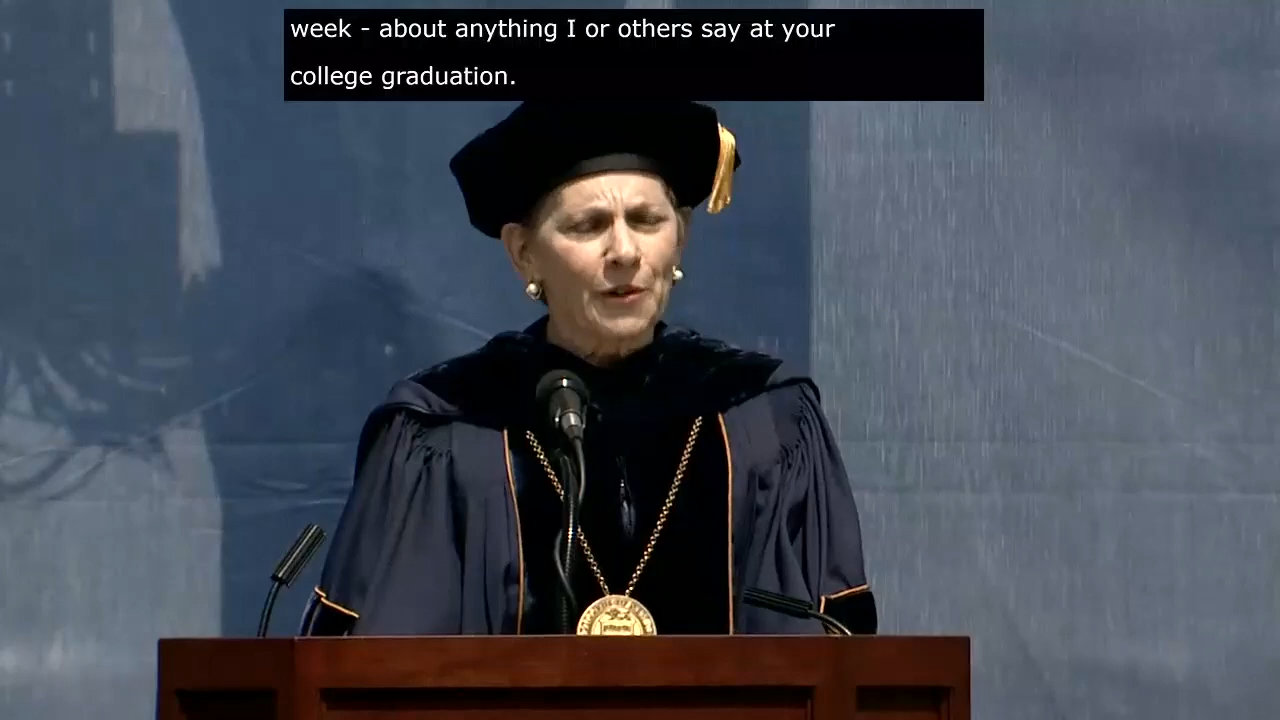 week - about anything I or others say at your
college graduation.